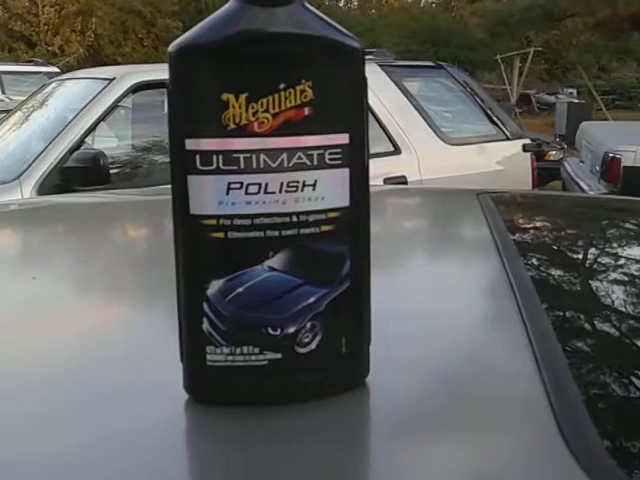 Meguiar's
ULTIMATE
POLISH
Pre-Waxing Glaze
For deep reflections & hi-gloss
Eliminates fine swirl marks